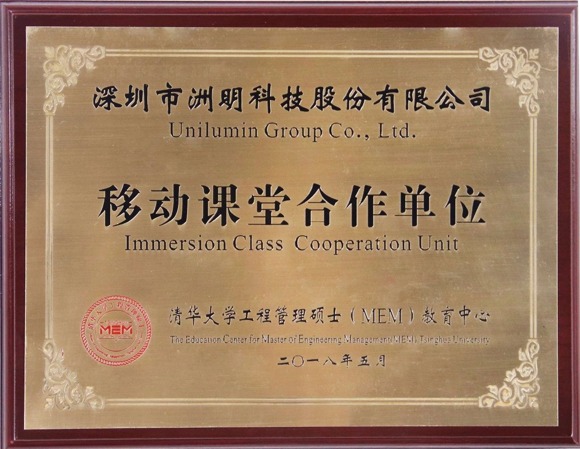 深圳市洲明科技股份有限公司
Unilumin Group Co., Ltd.
移动课堂合作单位
Immersion Class Cooperation Unit
MEM
清华大学工程管理硕士（MEM）教育中心
The Education Center for Master of Engineering Management(MEM), Tsinghua University
二〇一八年五月